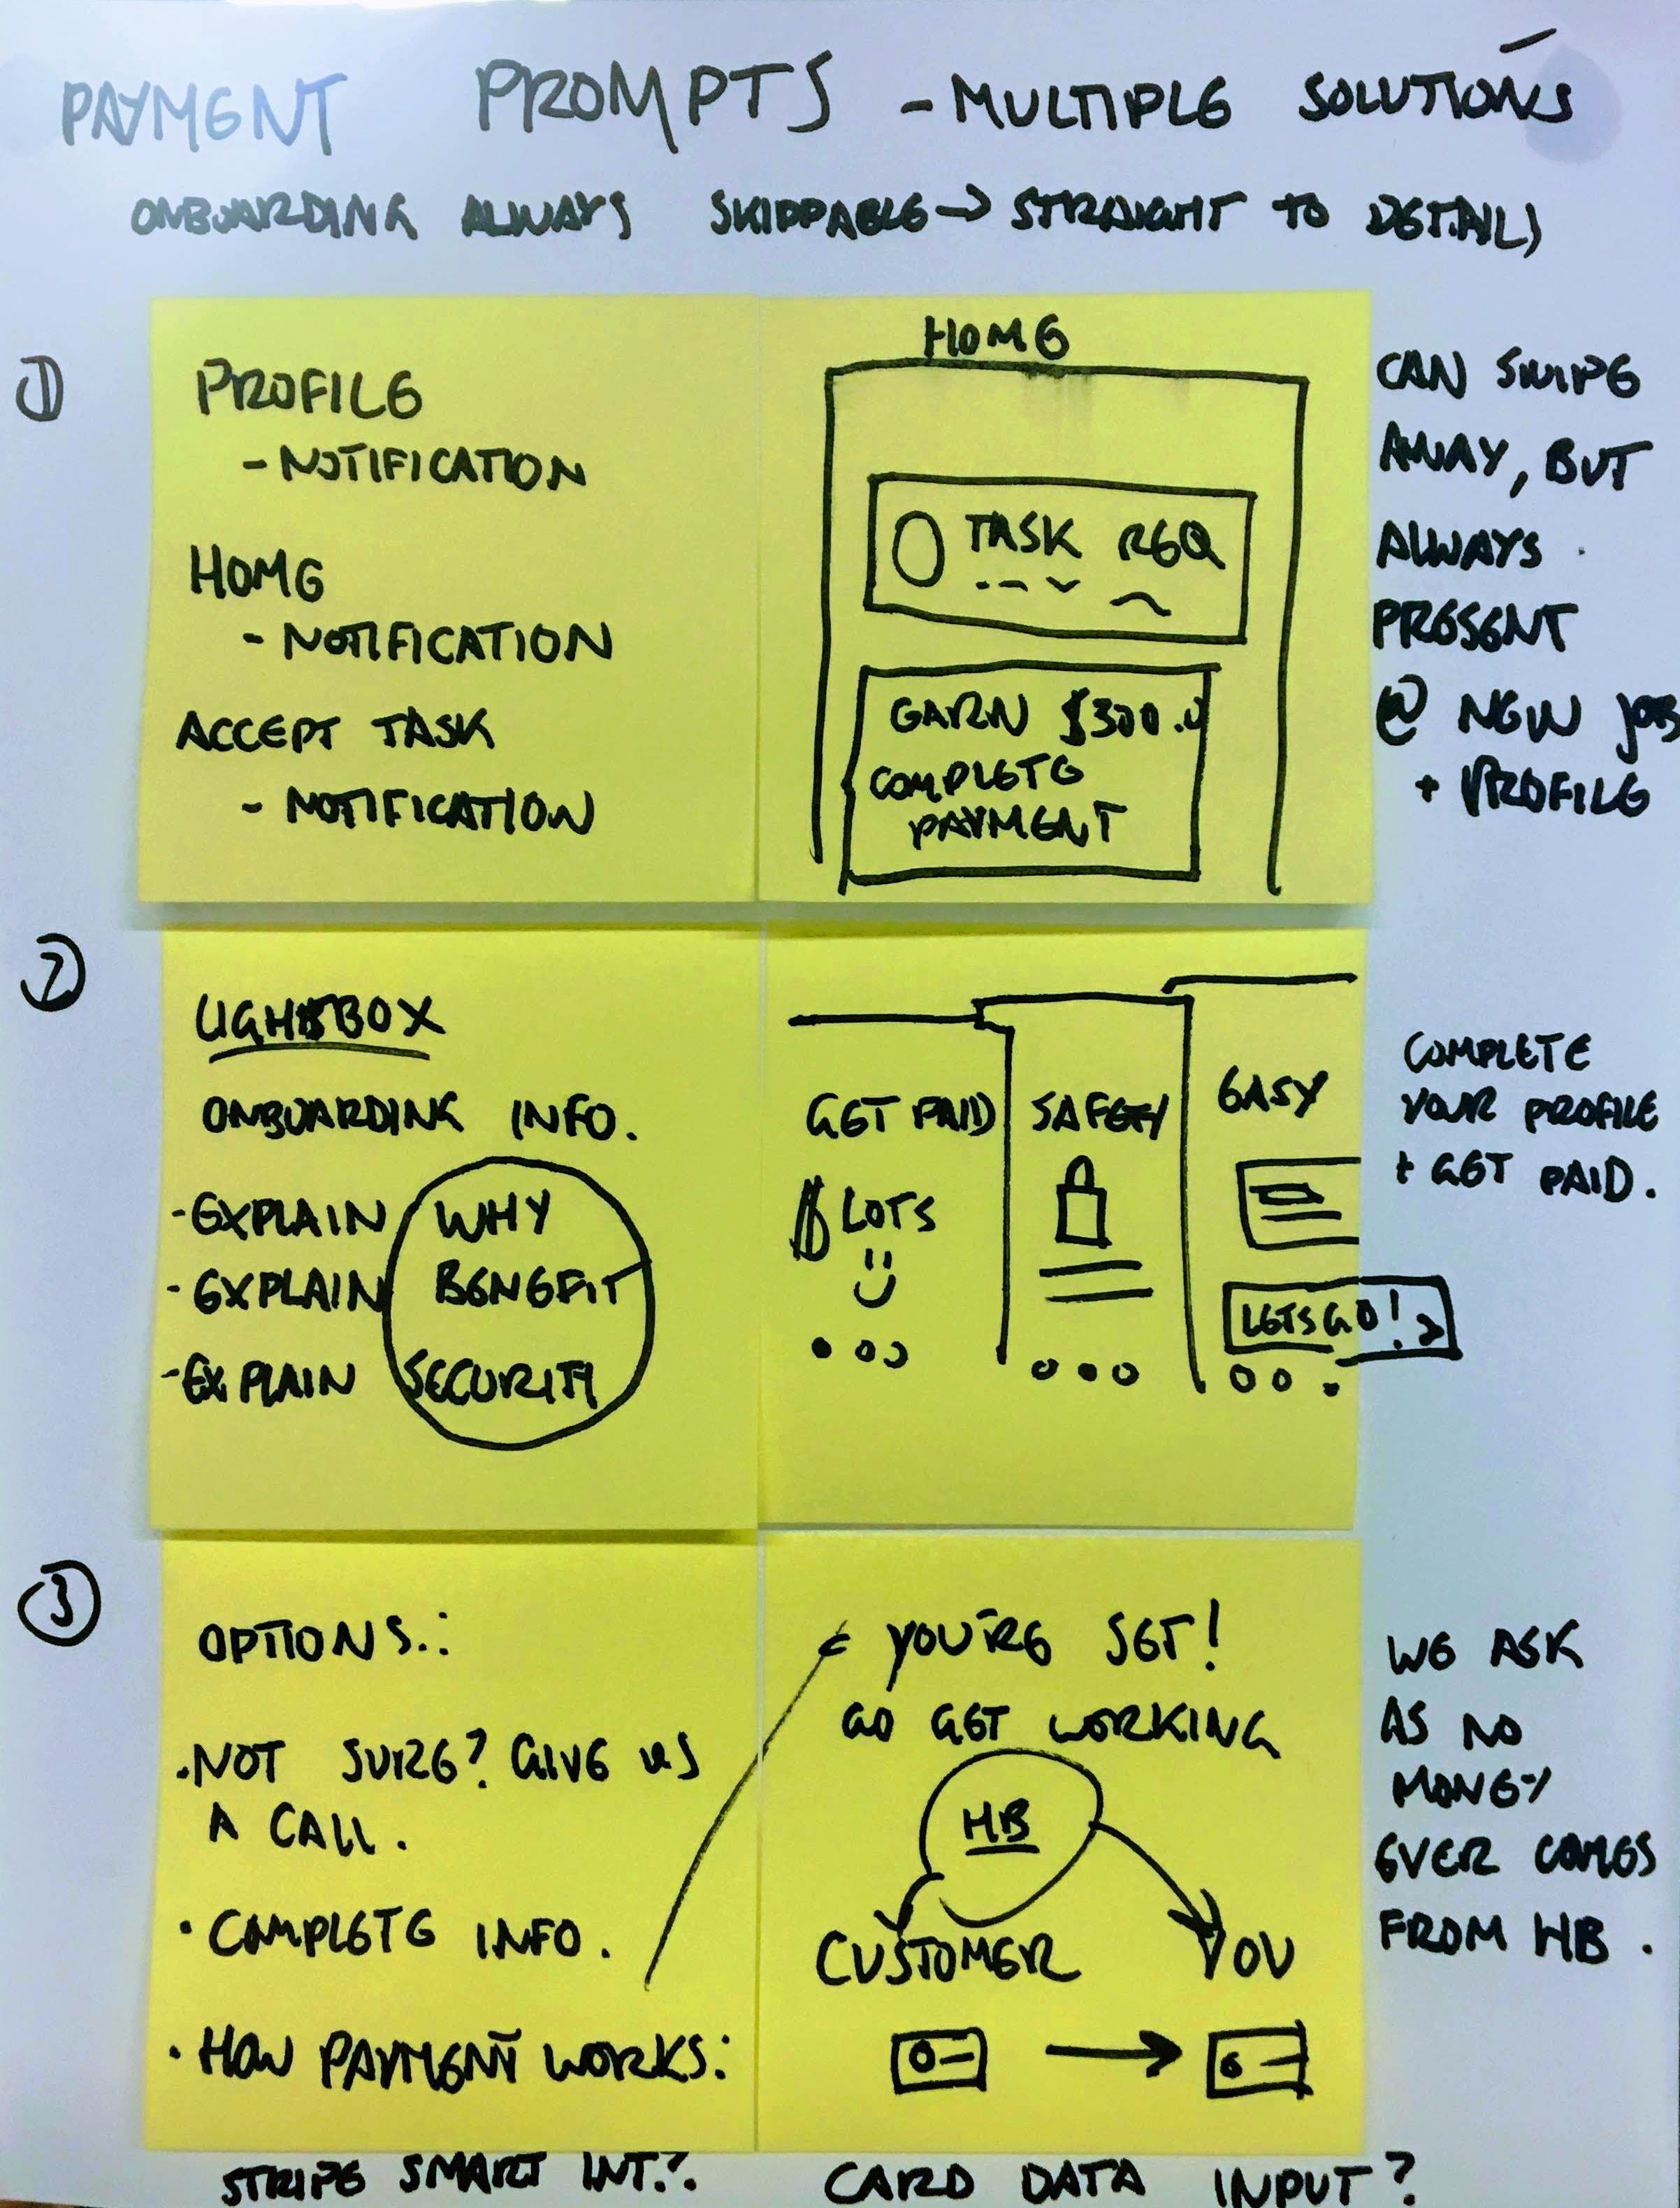 PAYMENT PROMPTS - MULTIPLE SOLUTIONS
ONBOARDING ALWAYS SKIPPABLE → STRAIGHT TO DETAIL)
1
PROFILE
- NOTIFICATION
HOME
- NOTIFICATION
ACCEPT TASK
- NOTIFICATION
HOME
TASK REQ
EARN $300.0
COMPLETE
PAYMENT
CAN SWIPE
AWAY, BUT
ALWAYS
PRESENT
@ NEW JOB
+ PROFILE
2
LIGHTBOX
ONBOARDING INFO.
- EXPLAIN WHY
- EXPLAIN BENEFIT
- EXPLAIN SECURITY
GET PAID
$ LOTS
SAFETY
EASY
LETS GO! >
COMPLETE
YOUR PROFILE
+ GET PAID.
3
OPTIONS.:
. NOT SURE? GIVE US
A CALL.
• COMPLETE INFO.
• HOW PAYMENT WORKS:
YOU'RE SET!
GO GET WORKING
HB
CUSTOMER YOU
WE ASK
AS NO
MONEY
EVER COMES
FROM HB.
STRIPE SMART INT?.
CARD DATA INPUT?